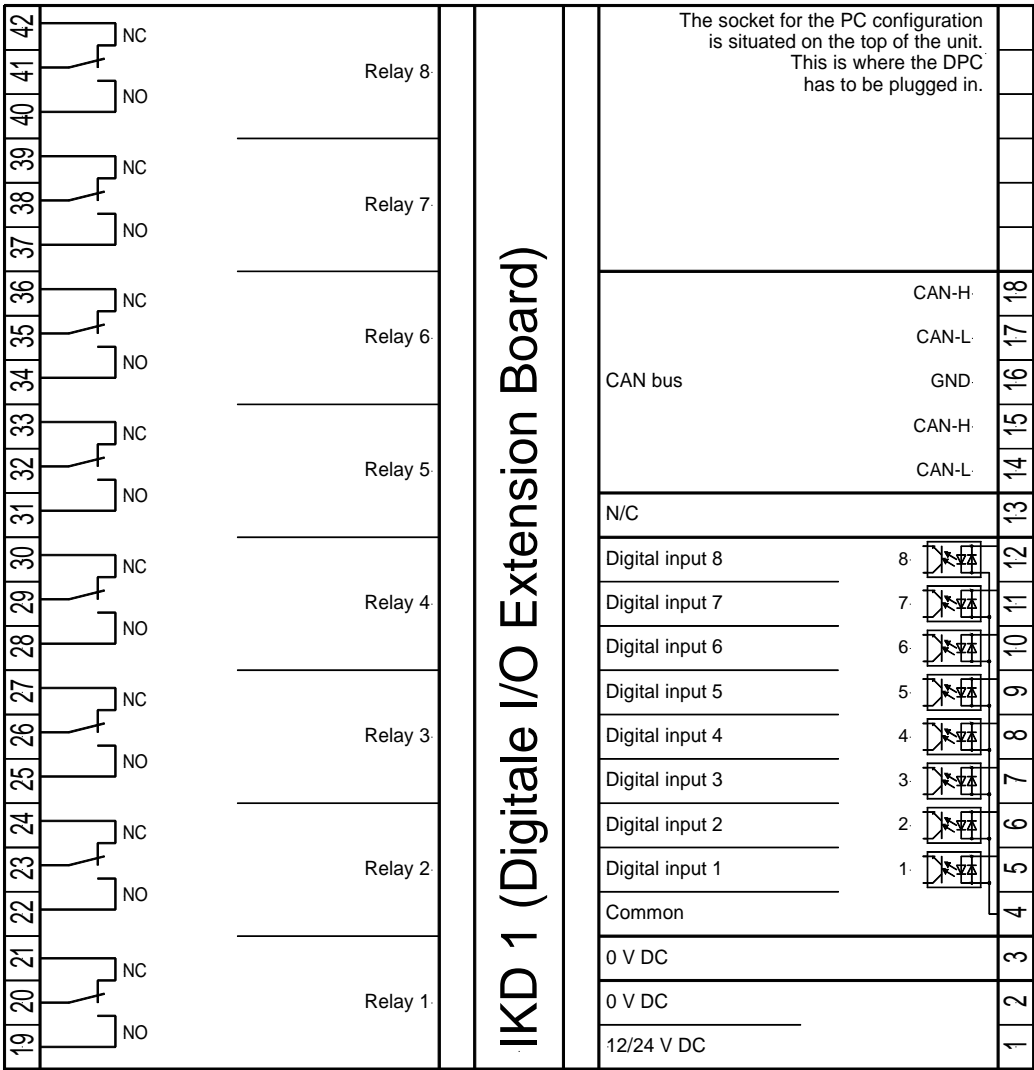 42
NC
41
Relay 8
NO
40
39
NC
38
Relay 7
NO
37
36
NC
35
Relay 6
NO
34
33
NC
32
Relay 5
NO
31
30
NC
29
Relay 4
NO
28
27
NC
26
Relay 3
NO
25
24
NC
23
Relay 2
NO
22
21
NC
20
Relay 1
NO
19
IKD 1 (Digitale I/O Extension Board)
The socket for the PC configuration
is situated on the top of the unit.
This is where the DPC
has to be plugged in.
CAN-H 18
CAN-L 17
CAN bus GND 16
CAN-H 15
CAN-L 14
N/C 13
Digital input 8 8 12
Digital input 7 7 11
Digital input 6 6 10
Digital input 5 5 9
Digital input 4 4 8
Digital input 3 3 7
Digital input 2 2 6
Digital input 1 1 5
Common 4
0 V DC 3
0 V DC 2
12/24 V DC 1